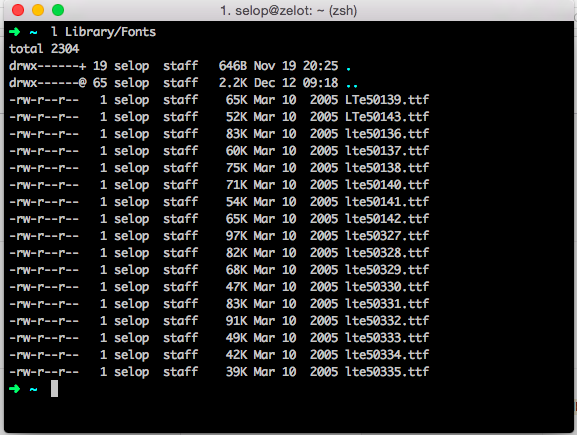 1. selop@zelot: ~ (zsh)
➜ ~ l Library/Fonts
total 2304
drwx------+ 19 selop staff 646B Nov 19 20:25 .
drwx------@ 65 selop staff 2.2K Dec 12 09:18 ..
-rw-r--r-- 1 selop staff 65K Mar 10 2005 LTe50139.ttf
-rw-r--r-- 1 selop staff 52K Mar 10 2005 LTe50143.ttf
-rw-r--r-- 1 selop staff 83K Mar 10 2005 lte50136.ttf
-rw-r--r-- 1 selop staff 60K Mar 10 2005 lte50137.ttf
-rw-r--r-- 1 selop staff 75K Mar 10 2005 lte50138.ttf
-rw-r--r-- 1 selop staff 71K Mar 10 2005 lte50140.ttf
-rw-r--r-- 1 selop staff 54K Mar 10 2005 lte50141.ttf
-rw-r--r-- 1 selop staff 65K Mar 10 2005 lte50142.ttf
-rw-r--r-- 1 selop staff 97K Mar 10 2005 lte50327.ttf
-rw-r--r-- 1 selop staff 82K Mar 10 2005 lte50328.ttf
-rw-r--r-- 1 selop staff 68K Mar 10 2005 lte50329.ttf
-rw-r--r-- 1 selop staff 47K Mar 10 2005 lte50330.ttf
-rw-r--r-- 1 selop staff 83K Mar 10 2005 lte50331.ttf
-rw-r--r-- 1 selop staff 91K Mar 10 2005 lte50332.ttf
-rw-r--r-- 1 selop staff 49K Mar 10 2005 lte50333.ttf
-rw-r--r-- 1 selop staff 42K Mar 10 2005 lte50334.ttf
-rw-r--r-- 1 selop staff 39K Mar 10 2005 lte50335.ttf
➜ ~